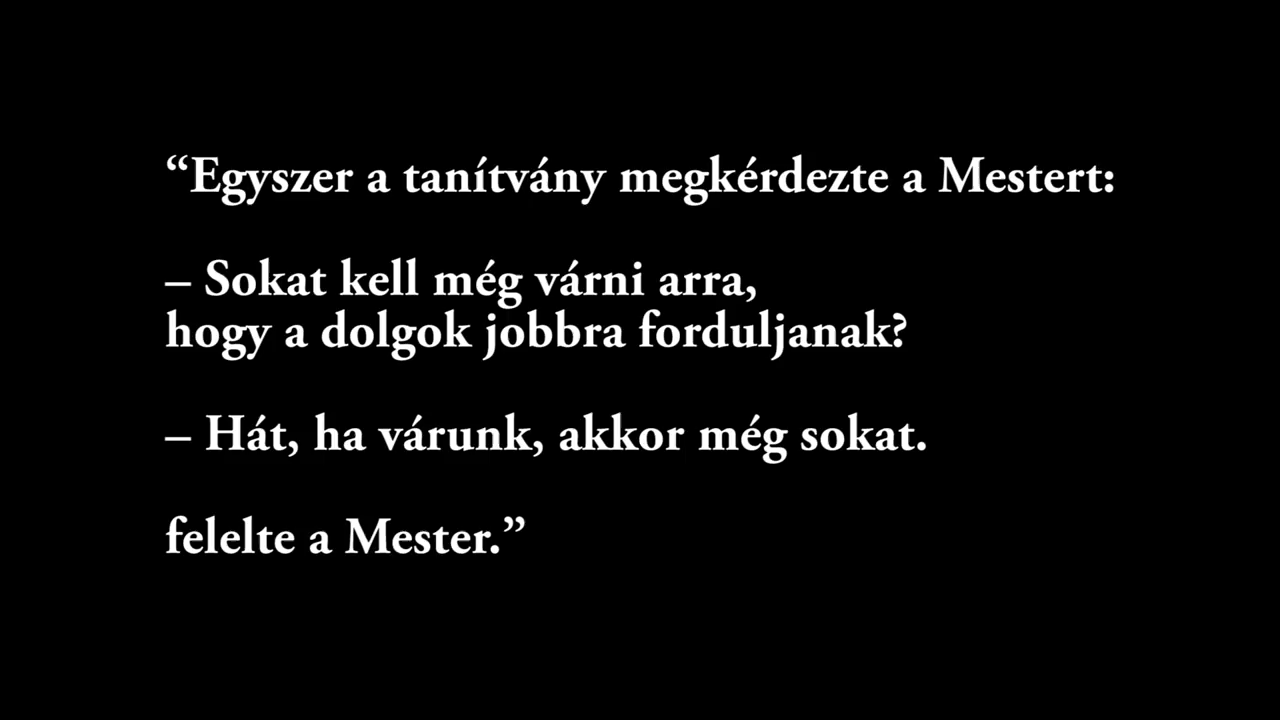 “Egyszer a tanítvány megkérdezte a Mestert:
– Sokat kell még várni arra,
hogy a dolgok jobbra forduljanak?
– Hát, ha várunk, akkor még sokat.
felelte a Mester.”